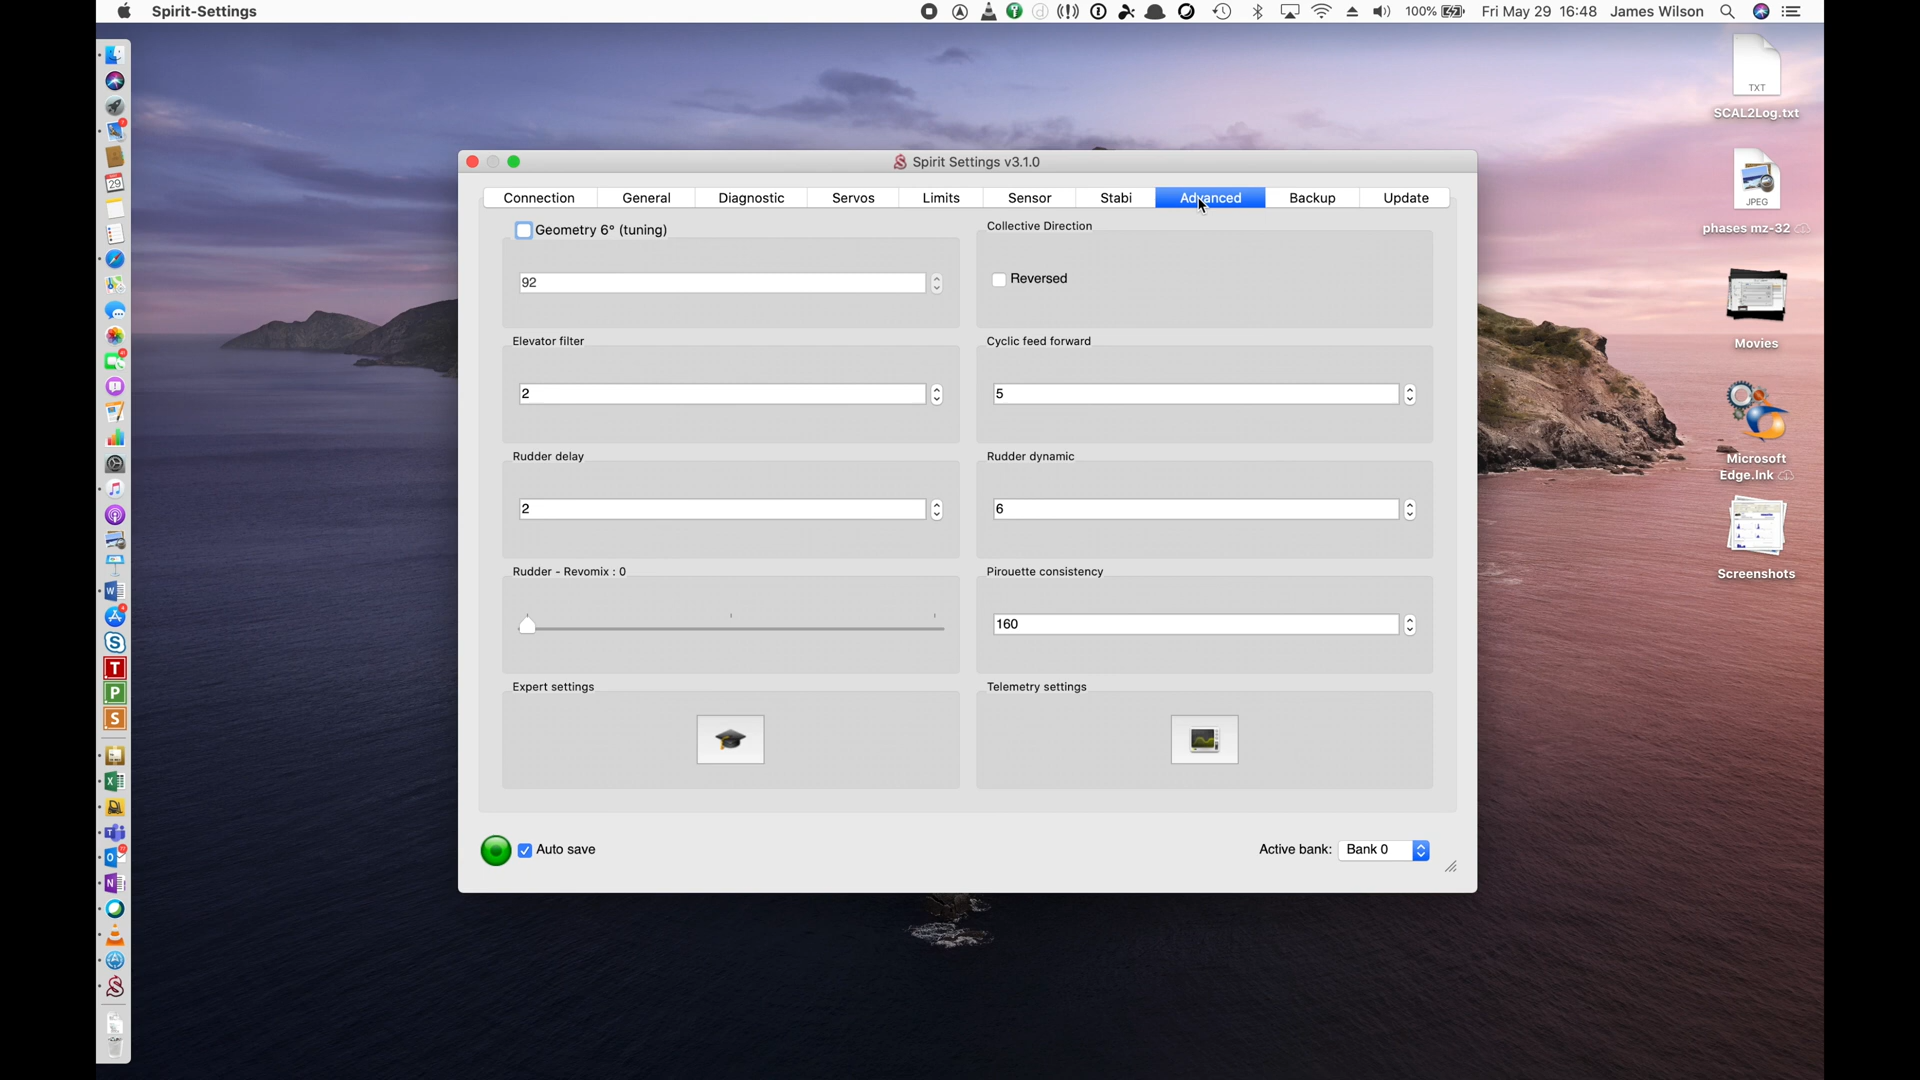 Spirit-Settings
100%
Fri May 29 16:48
James Wilson
TXT
SCAL2Log.txt
JPEG
phases mz-32
Movies
Microsoft
Edge.lnk
Screenshots
Spirit Settings v3.1.0
Connection
General
Diagnostic
Servos
Limits
Sensor
Stabi
Advanced
Backup
Update
Geometry 6° (tuning)
92
Collective Direction
Reversed
Elevator filter
2
Cyclic feed forward
5
Rudder delay
2
Rudder dynamic
6
Rudder - Revomix : 0
Pirouette consistency
160
Expert settings
Telemetry settings
Auto save
Active bank:
Bank 0